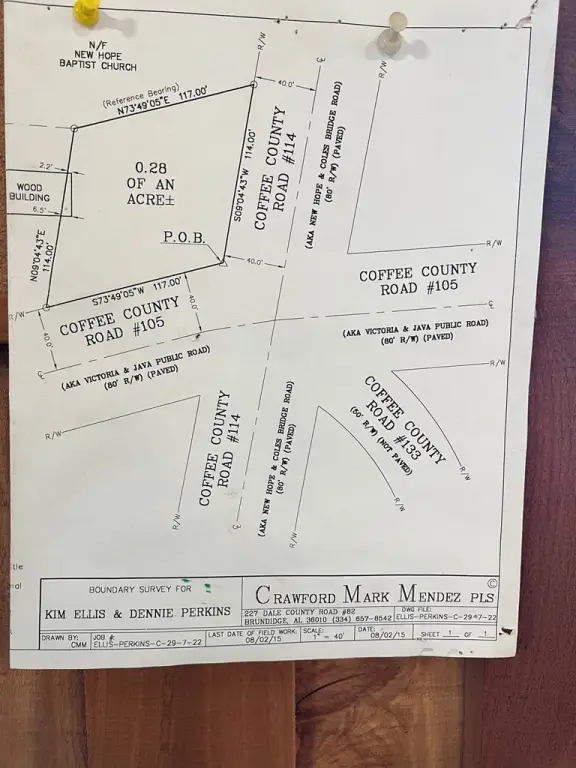 N/F
NEW HOPE
BAPTIST CHURCH
(Reference Bearing)
N73°49'05"E 117.00'
R/W
40.0'
℄
2.2'
WOOD
BUILDING
6.5'
0.28
OF AN
ACRE±
P.O.B.
N09°04'43"E
114.00'
S09°04'43"W 114.00'
S73°49'05"W 117.00'
COFFEE COUNTY
ROAD #114
(AKA NEW HOPE & COLES BRIDGE ROAD)
(80' R/W) (PAVED)
R/W
40.0'
R/W
COFFEE COUNTY
ROAD #105
R/W
40.0'
COFFEE COUNTY
ROAD #105
40.0'
℄
(AKA VICTORIA & JAVA PUBLIC ROAD)
(80' R/W) (PAVED)
℄
(AKA VICTORIA & JAVA PUBLIC ROAD)
(80' R/W) (PAVED)
R/W
R/W
COFFEE COUNTY
ROAD #114
(AKA NEW HOPE & COLES BRIDGE ROAD)
(80' R/W) (PAVED)
COFFEE COUNTY
ROAD #133
(50' R/W) (NOT PAVED)
R/W
R/W
R/W
℄
R/W
tle
nal
BOUNDARY SURVEY FOR
KIM ELLIS & DENNIE PERKINS
©
CRAWFORD MARK MENDEZ PLS
227 DALE COUNTY ROAD #82
BRUNDIDGE, AL 36010 (334) 657-8542
DWG FILE:
ELLIS-PERKINS-C-29-7-22
DRAWN BY:
CMM
JOB #:
ELLIS-PERKINS-C-29-7-22
LAST DATE OF FIELD WORK:
08/02/15
SCALE:
1" = 40'
DATE:
08/02/15
SHEET 1 OF 1